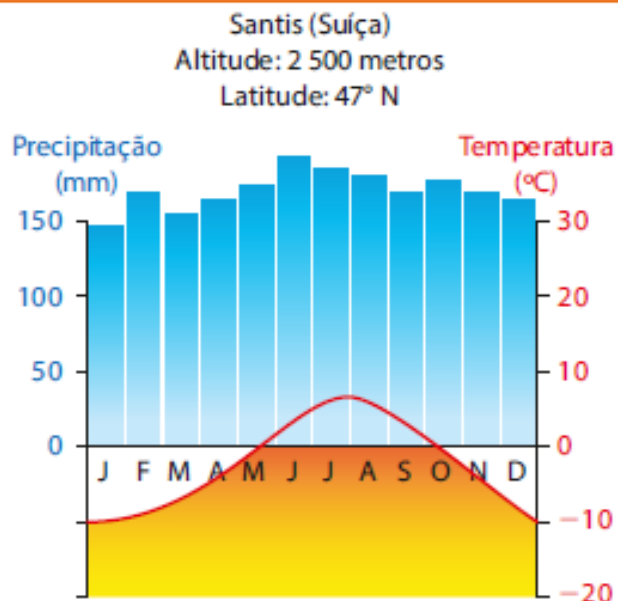 Santis (Suíça)
Altitude: 2 500 metros
Latitude: 47° N
Precipitação
(mm)
Temperatura
(ºC)
150
100
50
0
30
20
10
0
−10
−20
J F M A M J J A S O N D